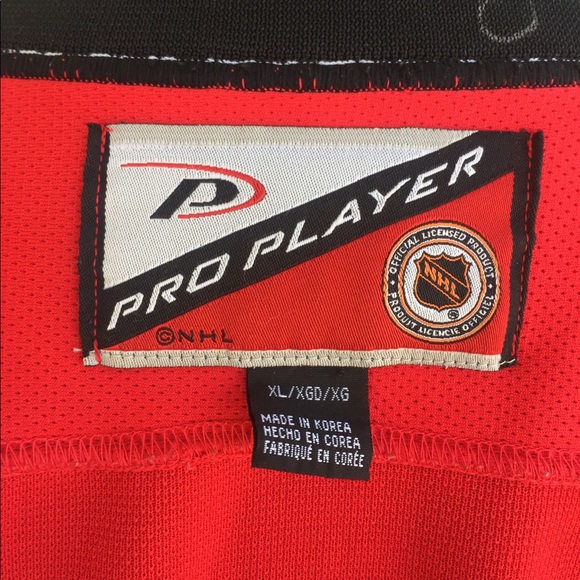 P
PRO PLAYER
©NHL
OFFICIAL LICENSED PRODUCT
NHL
PRODUIT LICENCIÉ OFFICIEL
XL/XGD/XG
MADE IN KOREA
HECHO EN COREA
FABRIQUÉ EN CORÉE